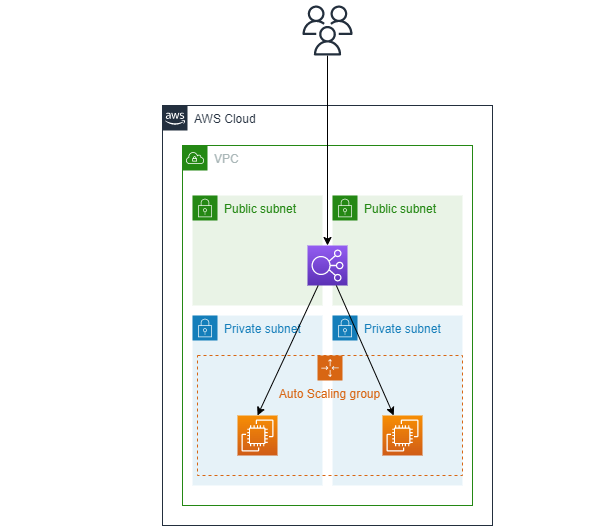 aws
AWS Cloud
VPC
Public subnet
Public subnet
Private subnet
Private subnet
Auto Scaling group